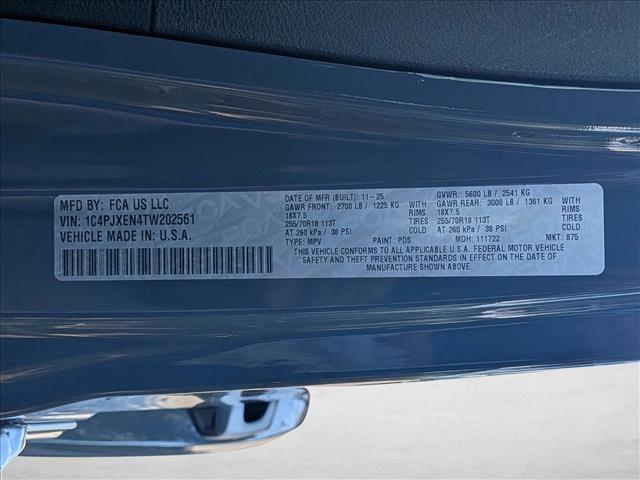 MFD BY: FCA US LLC
VIN: 1C4PJXEN4TW202561
VEHICLE MADE IN: U.S.A.
DATE OF MFR (BUILT): 11-25
GAWR FRONT: 2700 LB / 1225 KG WITH
18X7.5 RIMS
255/70R18 113T TIRES
AT 260 kPa / 38 PSI COLD
TYPE: MPV PAINT: PDS
GVWR: 5600 LB / 2541 KG
GAWR REAR: 3000 LB / 1361 KG WITH
18X7.5 RIMS
255/70R18 113T TIRES
AT 260 kPa / 38 PSI COLD
MDH: 111722 MKT: 875
THIS VEHICLE CONFORMS TO ALL APPLICABLE U.S.A. FEDERAL MOTOR VEHICLE
SAFETY AND THEFT PREVENTION STANDARDS IN EFFECT ON THE DATE OF
MANUFACTURE SHOWN ABOVE.